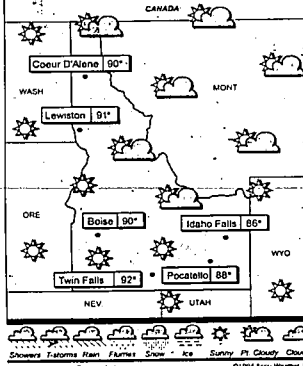 CANADA
Coeur D'Alene 90°
WASH
MONT
Lewiston 91°
ORE
Boise 90°
Idaho Falls 86°
WYO
Twin Falls 92°
Pocatello 88°
NEV
UTAH
Showers T-storms Rain Flurries Snow Ice Sunny Pt. Cloudy